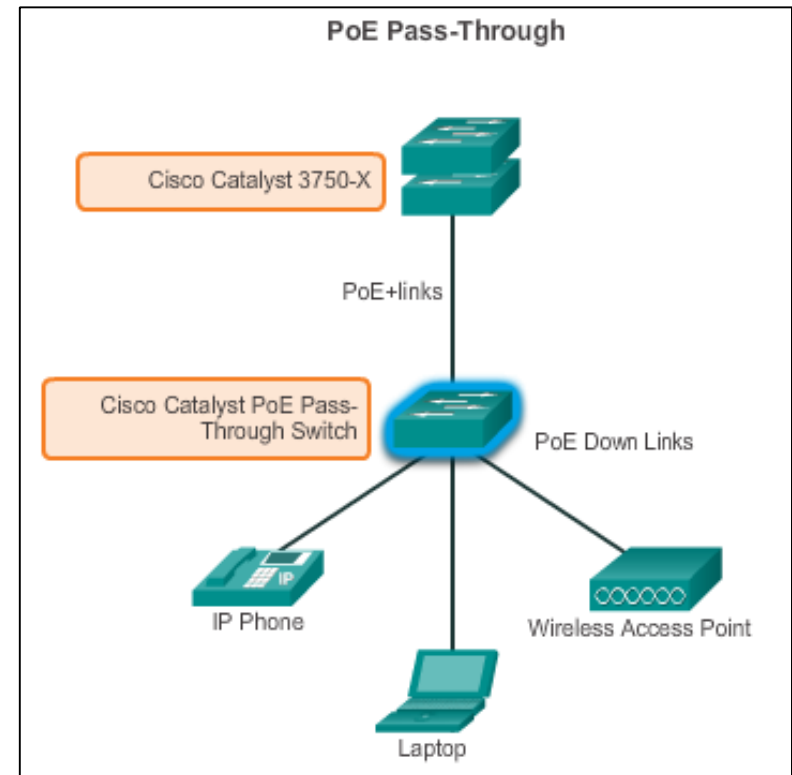 PoE Pass-Through
Cisco Catalyst 3750-X
PoE+links
Cisco Catalyst PoE Pass-
Through Switch
PoE Down Links
IP
IP Phone
Wireless Access Point
Laptop